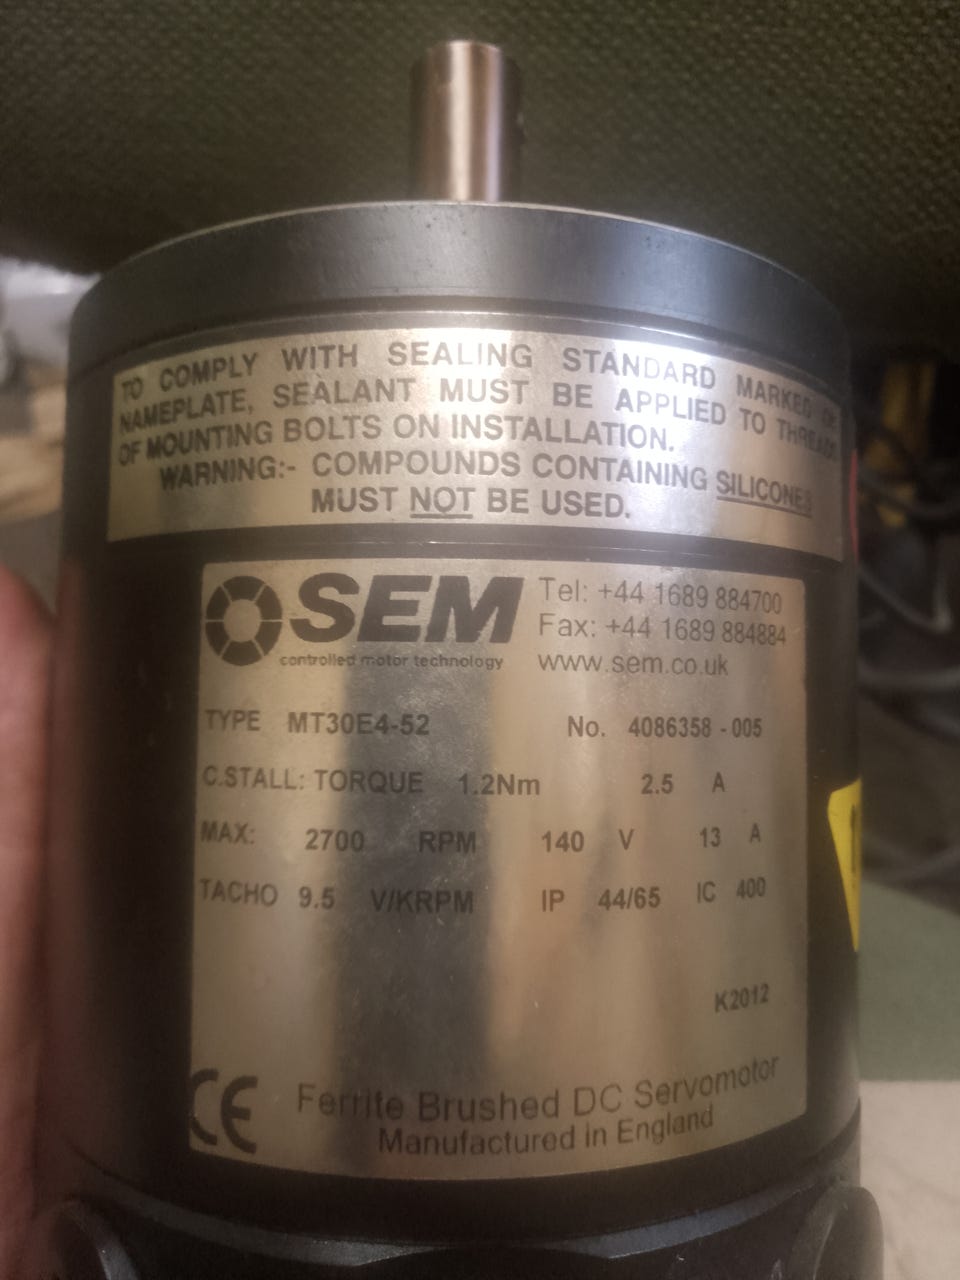 TO COMPLY WITH SEALING STANDARD MARKED ON
NAMEPLATE, SEALANT MUST BE APPLIED TO THREADS
OF MOUNTING BOLTS ON INSTALLATION.
WARNING:- COMPOUNDS CONTAINING SILICONES
MUST NOT BE USED.
SEM
controlled motor technology
Tel: +44 1689 884700
Fax: +44 1689 884884
www.sem.co.uk
TYPE MT30E4-52 No. 4086358 - 005
C.STALL: TORQUE 1.2Nm 2.5 A
MAX: 2700 RPM 140 V 13 A
TACHO 9.5 V/KRPM IP 44/65 IC 400
K2012
CE
Ferrite Brushed DC Servomotor
Manufactured in England